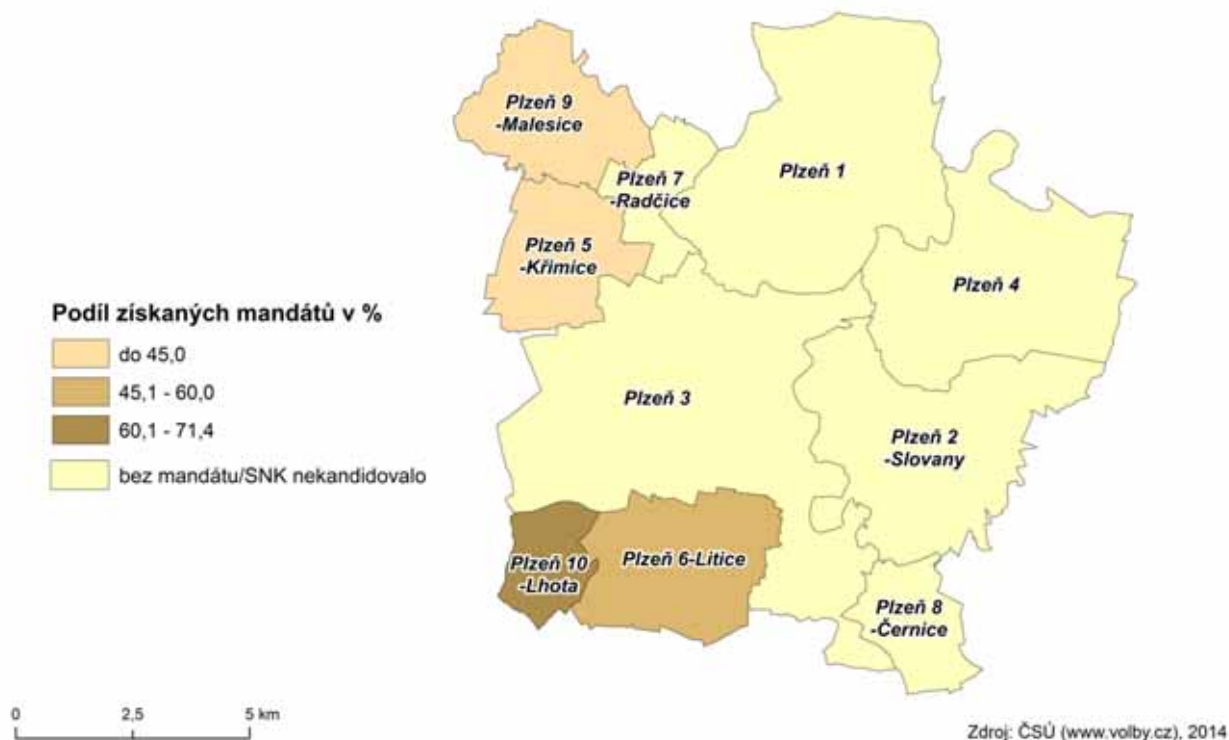 Plzeň 9
-Malesice
Plzeň 7
-Radčice
Plzeň 1
Plzeň 5
-Křimice
Plzeň 4
Podíl získaných mandátů v %
do 45,0
45,1 - 60,0
60,1 - 71,4
bez mandátu/SNK nekandidovalo
Plzeň 3
Plzeň 2
-Slovany
Plzeň 10
-Lhota
Plzeň 6-Litice
Plzeň 8
-Černice
0 2,5 5 km
Zdroj: ČSÚ (www.volby.cz), 2014